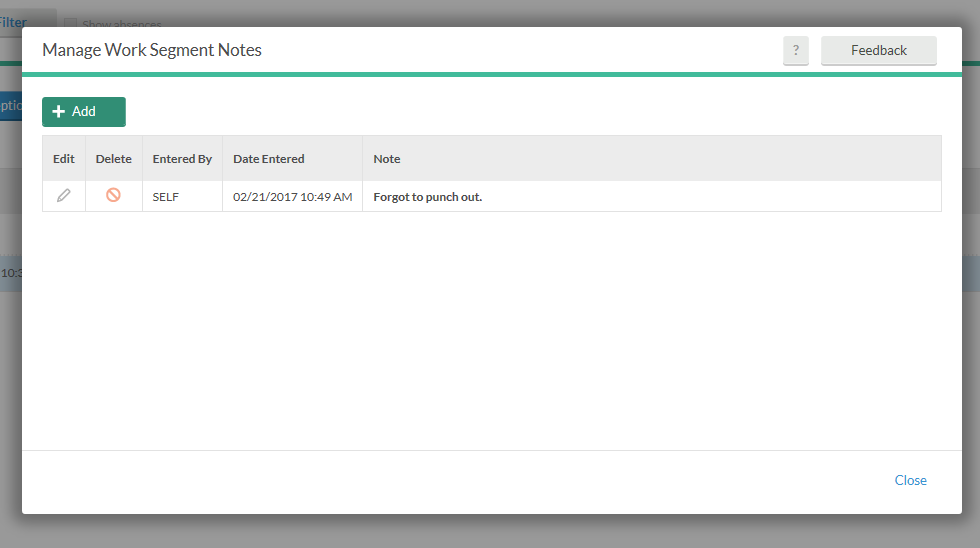 Filter
Show absences
Manage Work Segment Notes
?
Feedback
Add
Edit Delete Entered By Date Entered Note
SELF 02/21/2017 10:49 AM Forgot to punch out.
Close